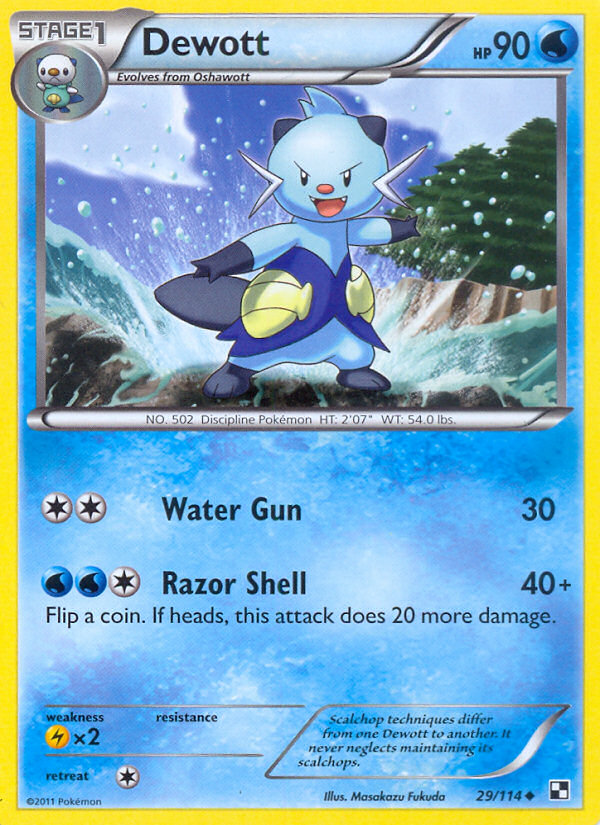 STAGE1
Dewott
HP 90
Evolves from Oshawott
NO. 502 Discipline Pokémon HT: 2'07" WT: 54.0 lbs.
Water Gun 30
Razor Shell 40+
Flip a coin. If heads, this attack does 20 more damage.
weakness resistance
×2
Scalchop techniques differ
from one Dewott to another. It
never neglects maintaining its
scalchops.
retreat
©2011 Pokémon
Illus. Masakazu Fukuda 29/114